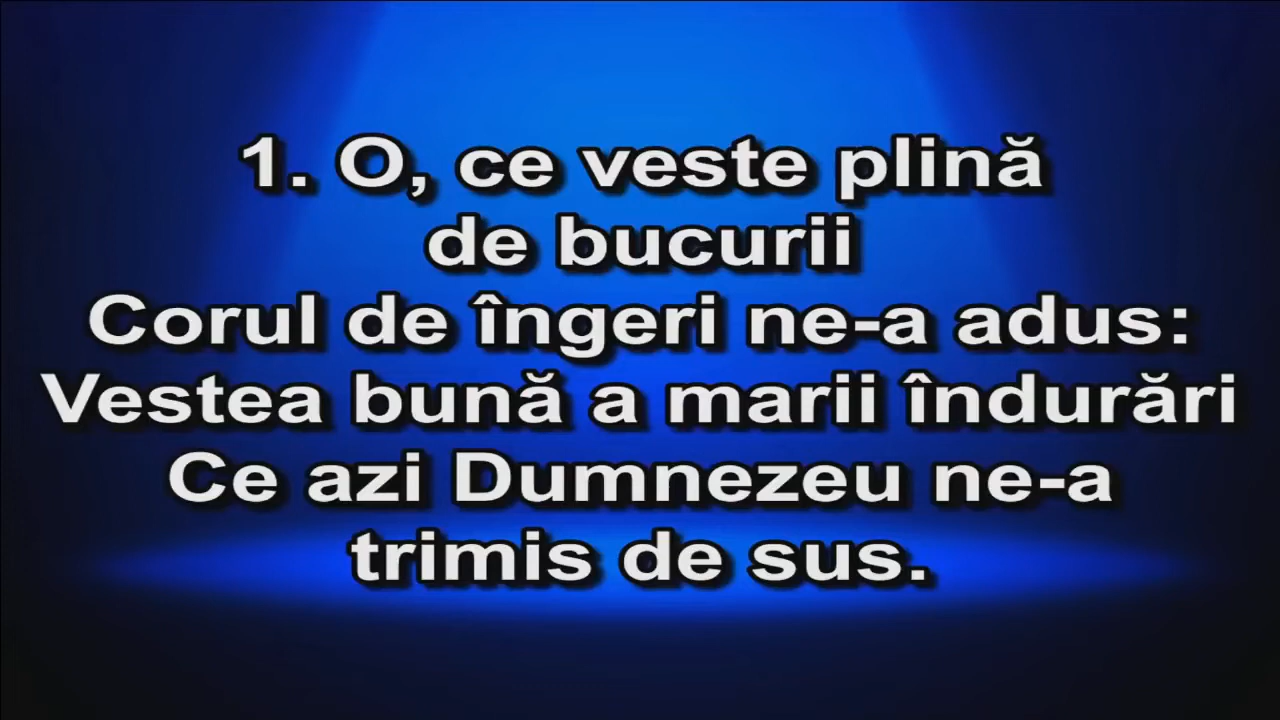 1. O, ce veste plină
de bucurii
Corul de îngeri ne-a adus:
Vestea bună a marii îndurări
Ce azi Dumnezeu ne-a
trimis de sus.